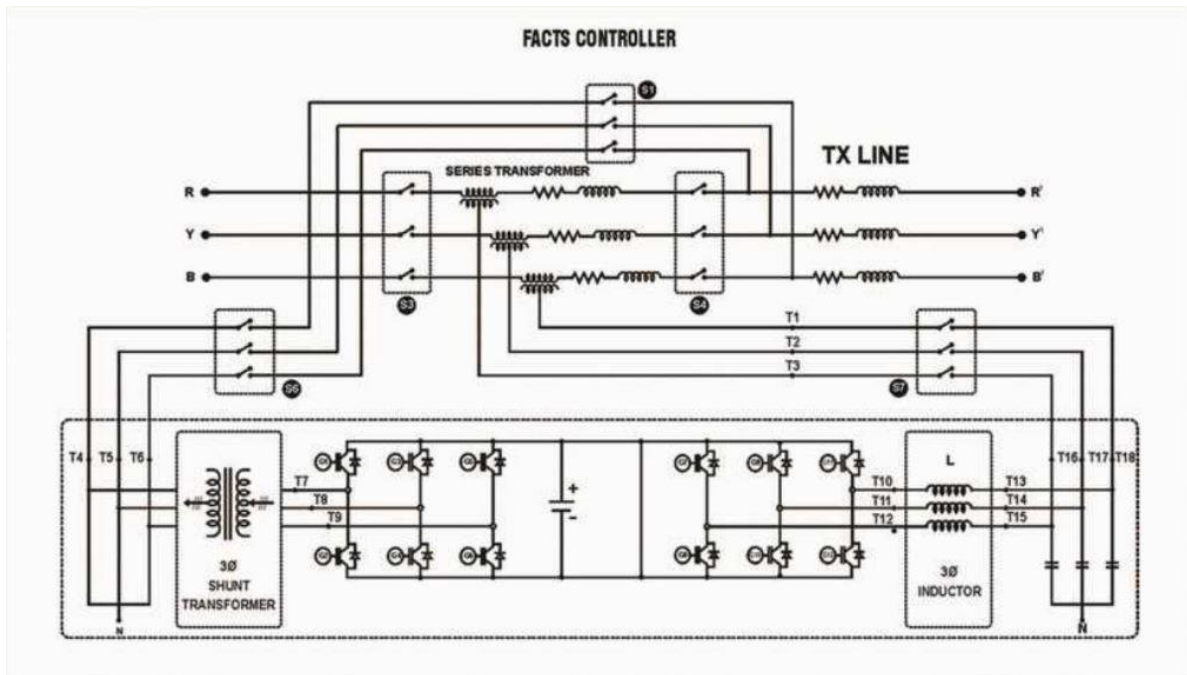 FACTS CONTROLLER
S1
TX LINE
SERIES TRANSFORMER
R
R'
Y
Y'
B
B'
S3
S4
T1
T2
T3
S6
S7
T4 T5 T6
T16 T17 T18
L
T7
T8
T9
T10
T11
T12
T13
T14
T15
+
-
3Ø
SHUNT
TRANSFORMER
3Ø
INDUCTOR
N
N